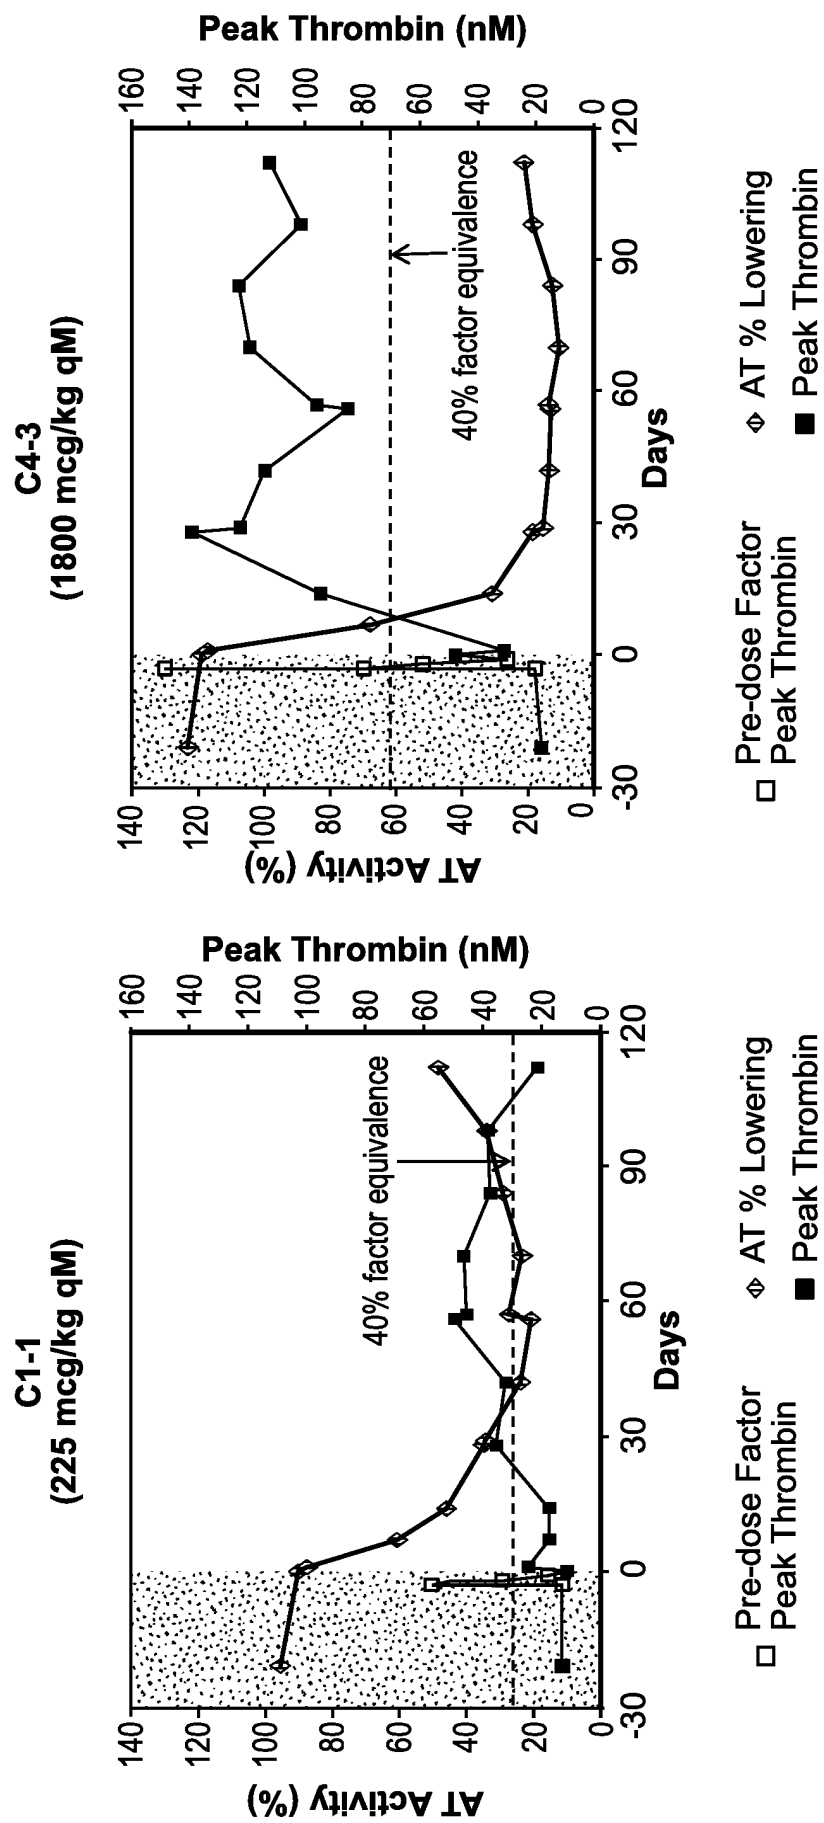 C1-1
(225 mcg/kg qM)
AT Activity (%)
140
120
100
80
60
40
20
0
Peak Thrombin (nM)
160
140
120
100
80
60
40
20
0
40% factor equivalence
-30
0
30
60
90
120
Days
Pre-dose Factor
Peak Thrombin
AT % Lowering
Peak Thrombin
C4-3
(1800 mcg/kg qM)
AT Activity (%)
140
120
100
80
60
40
20
0
Peak Thrombin (nM)
160
140
120
100
80
60
40
20
0
40% factor equivalence
-30
0
30
60
90
120
Days
Pre-dose Factor
Peak Thrombin
AT % Lowering
Peak Thrombin